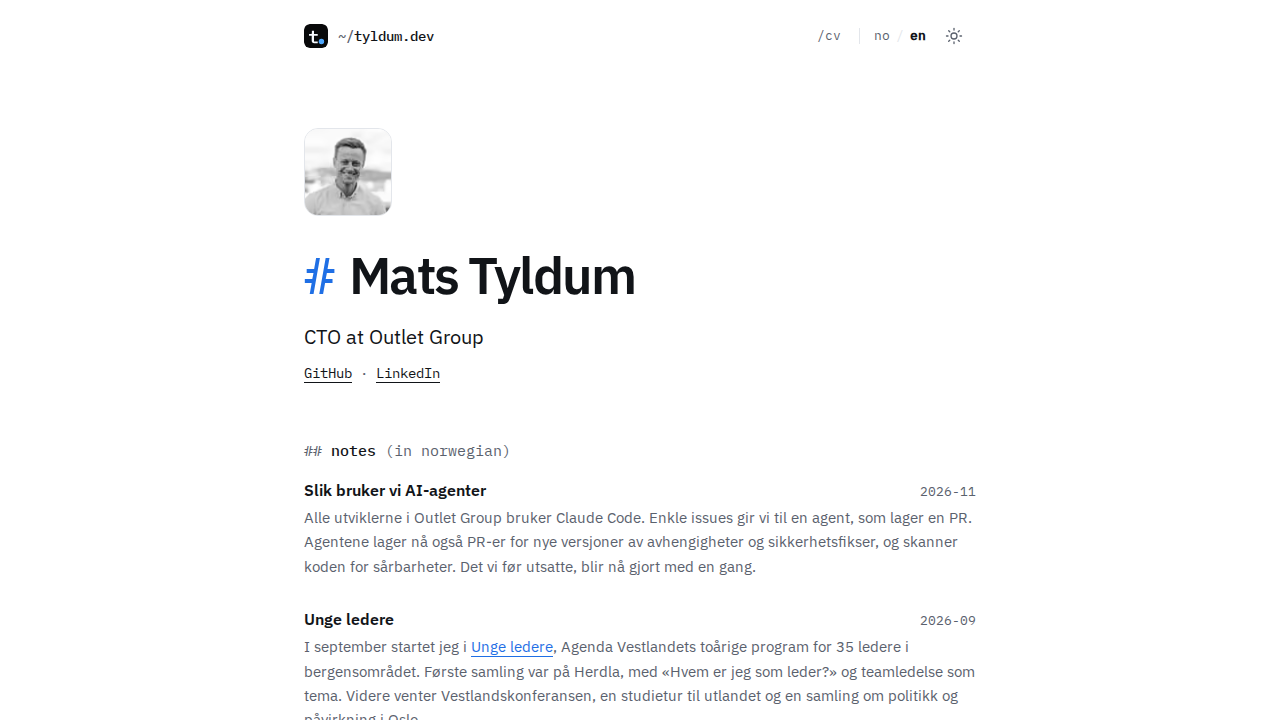 t. ~/tyldum.dev /cv no / en
# Mats Tyldum
CTO at Outlet Group
GitHub · LinkedIn
## notes (in norwegian)
Slik bruker vi AI-agenter 2026-11
Alle utviklerne i Outlet Group bruker Claude Code. Enkle issues gir vi til en agent, som lager en PR.
Agentene lager nå også PR-er for nye versjoner av avhengigheter og sikkerhetsfikser, og skanner
koden for sårbarheter. Det vi før utsatte, blir nå gjort med en gang.
Unge ledere 2026-09
I september startet jeg i Unge ledere, Agenda Vestlandets toårige program for 35 ledere i
bergensområdet. Første samling var på Herdla, med «Hvem er jeg som leder?» og teamledelse som
tema. Videre venter Vestlandskonferansen, en studietur til utlandet og en samling om politikk og
påvirkning i Oslo.